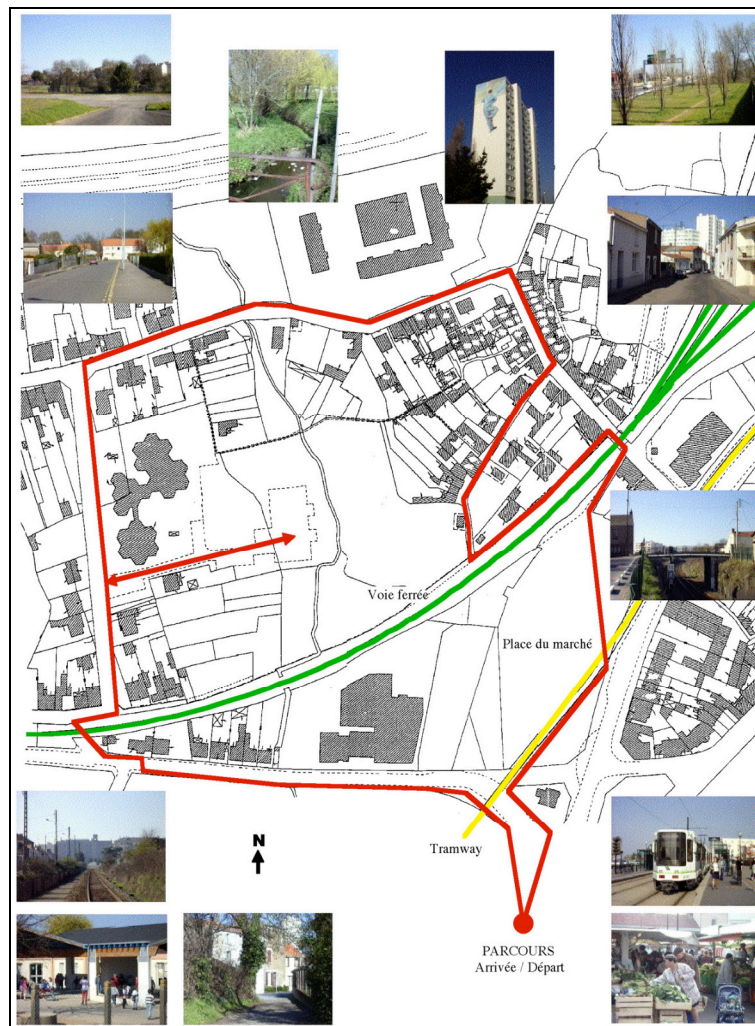 Voie ferrée
Place du marché
Tramway
N
PARCOURS
Arrivée / Départ